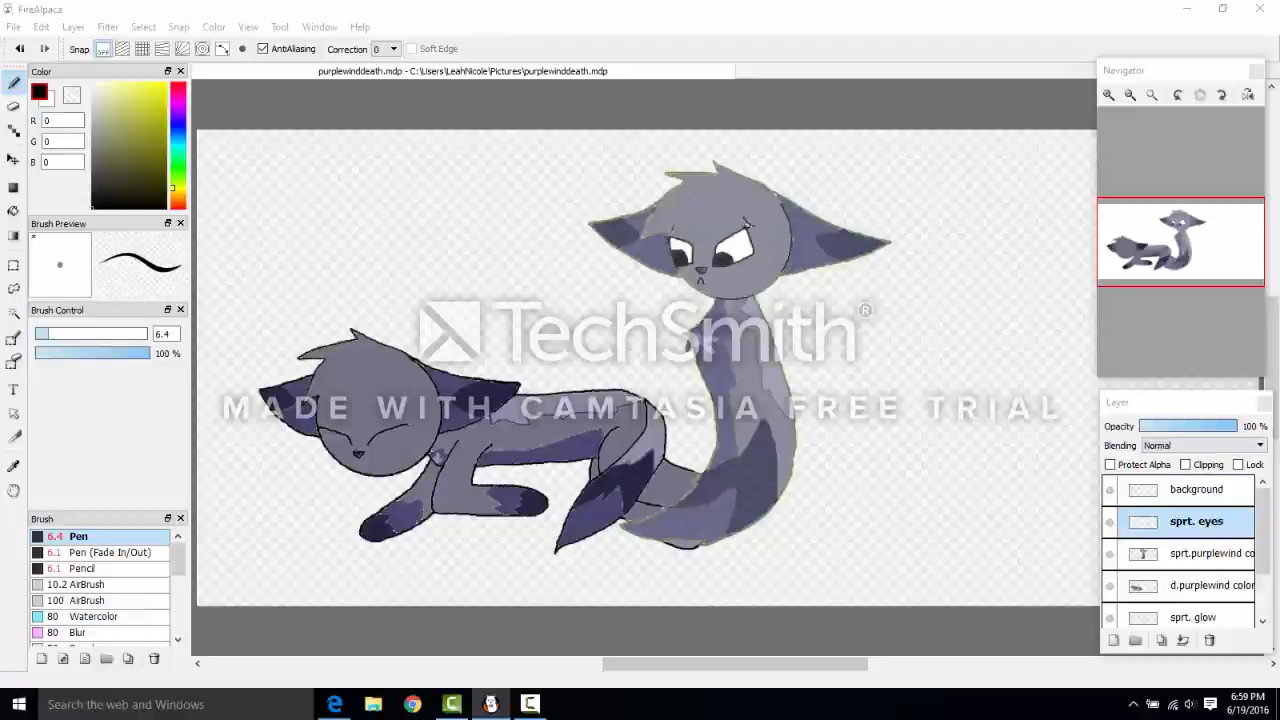 FireAlpaca
File Edit Layer Filter Select Snap Color View Tool Window Help
Snap OFF AntiAliasing Correction 0 Soft Edge
Color
purplewinddeath.mdp - C:\Users\LeahNicole\Pictures\purplewinddeath.mdp
Navigator
R 0
G 0
B 0
Brush Preview
Brush Control
6.4
100 %
TechSmith®
MADE WITH CAMTASIA FREE TRIAL
Layer
Opacity 100 %
Blending Normal
Protect Alpha Clipping Lock
background
sprt. eyes
sprt.purplewind co
d.purplewind color
sprt. glow
Brush
6.4 Pen
6.1 Pen (Fade In/Out)
6.1 Pencil
10.2 AirBrush
100 AirBrush
80 Watercolor
80 Blur
Search the web and Windows
6:59 PM
6/19/2016